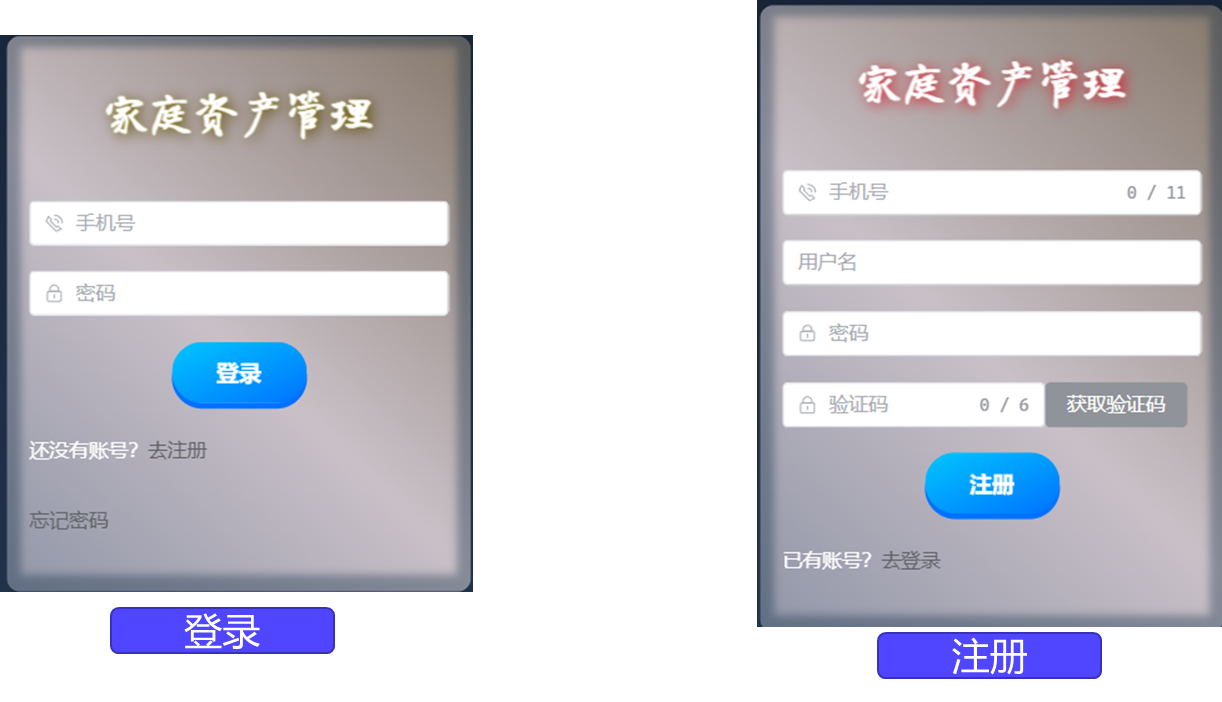 家庭资产管理
手机号
密码
登录
还没有账号? 去注册
忘记密码
登录
家庭资产管理
手机号 0 / 11
用户名
密码
验证码 0 / 6 获取验证码
注册
已有账号? 去登录
注册